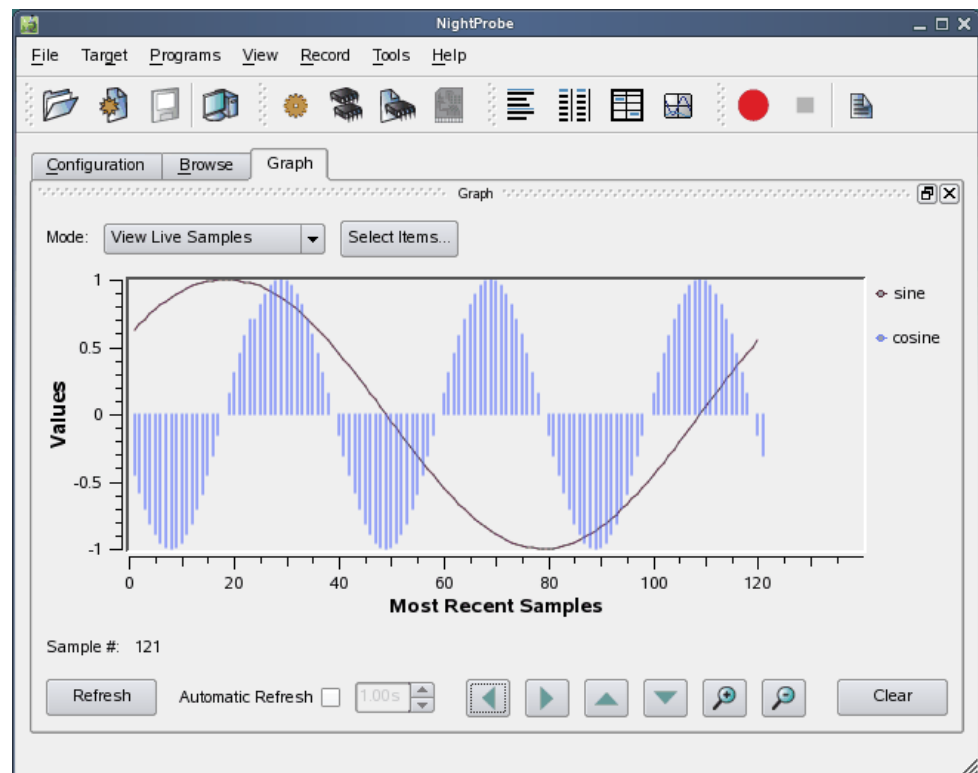 NightProbe
File Target Programs View Record Tools Help
Configuration Browse Graph
Graph
Mode: View Live Samples Select Items...
1
0.5
0
-0.5
-1
Values
sine
cosine
0 20 40 60 80 100 120
Most Recent Samples
Sample #: 121
Refresh Automatic Refresh 1.00s Clear